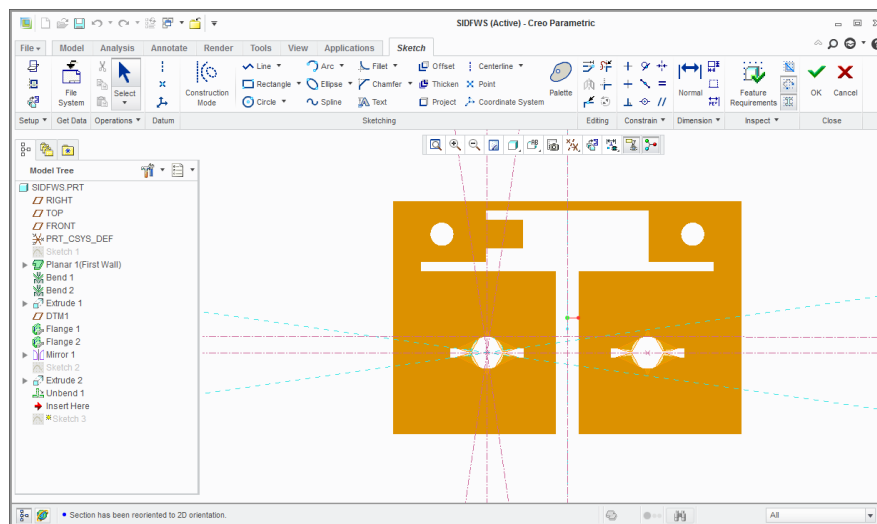 SIDFWS (Active) - Creo Parametric
File Model Analysis Annotate Render Tools View Applications Sketch
File System
Select
Construction Mode
Line Arc Fillet Offset Centerline
Rectangle Ellipse Chamfer Thicken Point
Circle Spline Text Project Coordinate System
Palette
Normal
Feature Requirements
OK Cancel
Setup Get Data Operations Datum Sketching Editing Constrain Dimension Inspect Close
Model Tree
SIDFWS.PRT
RIGHT
TOP
FRONT
PRT_CSYS_DEF
Sketch 1
Planar 1(First Wall)
Bend 1
Bend 2
Extrude 1
DTM1
Flange 1
Flange 2
Mirror 1
Sketch 2
Extrude 2
Unbend 1
Insert Here
Sketch 3
Section has been reoriented to 2D orientation.
All